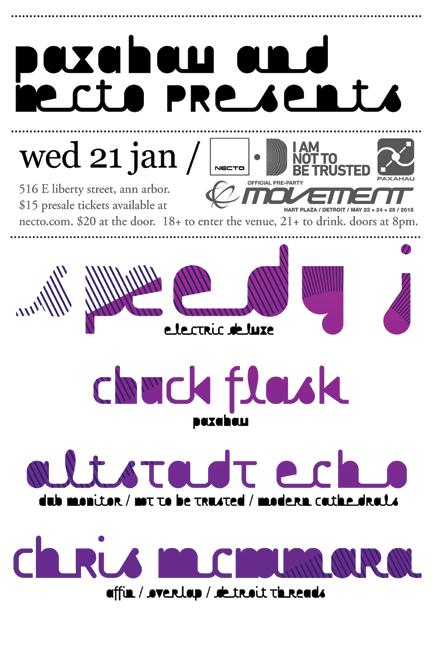 paxahau and
necto presents
wed 21 jan /
NECTO
I AM
NOT TO
BE TRUSTED
PAXAHAU
516 E liberty street, ann arbor.
$15 presale tickets available at
necto.com. $20 at the door. 18+ to enter the venue, 21+ to drink. doors at 8pm.
OFFICIAL PRE-PARTY
MOVEMENT
HART PLAZA / DETROIT / MAY 23 + 24 + 25 / 2015
speedy j
electric deluxe
chuck flask
paxahau
altstadt echo
dub monitor / not to be trusted / modern cathedrals
chris mcnamara
affin / overlap / detroit threads